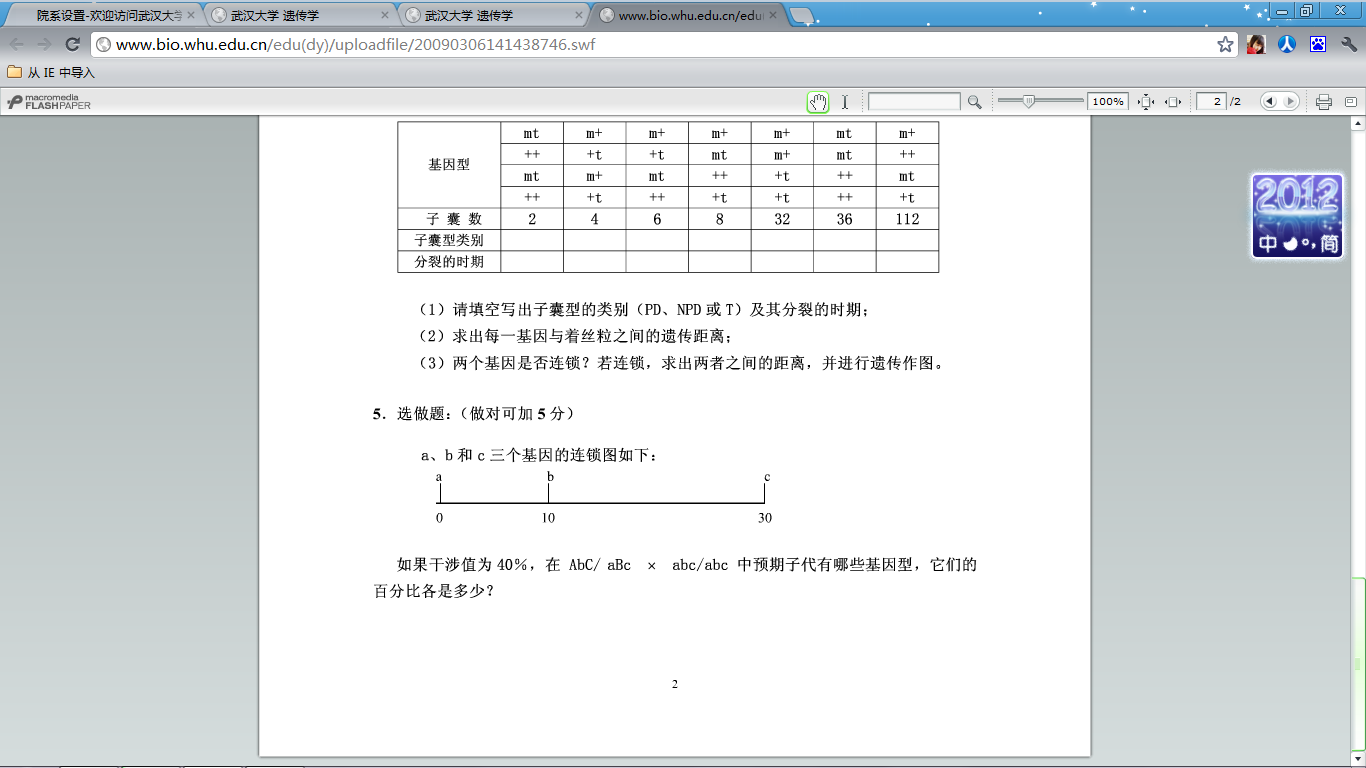 院系设置-欢迎访问武汉大学 武汉大学 遗传学 武汉大学 遗传学 www.bio.whu.edu.cn/edu
www.bio.whu.edu.cn/edu(dy)/uploadfile/20090306141438746.swf
从 IE 中导入
macromedia FLASHPAPER 100% 2 /2
基因型 mt m+ m+ m+ m+ mt m+
++ +t +t mt m+ mt ++
mt m+ mt ++ +t ++ mt
++ +t ++ +t +t ++ +t
子 囊 数 2 4 6 8 32 36 112
子囊型类别
分裂的时期
(1) 请填空写出子囊型的类别(PD、NPD 或 T)及其分裂的时期;
(2) 求出每一基因与着丝粒之间的遗传距离;
(3) 两个基因是否连锁?若连锁,求出两者之间的距离,并进行遗传作图。
5. 选做题:(做对可加 5 分)
a、b 和 c 三个基因的连锁图如下:
a b c
0 10 30
如果干涉值为 40%,在 AbC/ aBc × abc/abc 中预期子代有哪些基因型,它们的
百分比各是多少?
2
2012
中 简